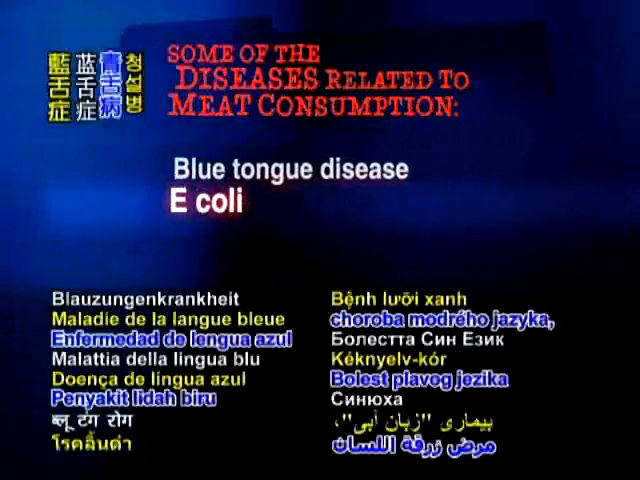 藍舌症
蓝舌症
青舌病
청설병
SOME OF THE
DISEASES RELATED TO
MEAT CONSUMPTION:
Blue tongue disease
E coli
Blauzungenkrankheit
Maladie de la langue bleue
Enfermedad de lengua azul
Malattia della lingua blu
Doença de língua azul
Penyakit lidah biru
ब्लू टंग रोग
โรคลิ้นดำ
Bệnh lưỡi xanh
choroba modrého jazyka,
Болестта Син Език
Kéknyelv-kór
Bolest plavog jezika
Синюха
بیماری "زبان آبی"،
مرض زرقة اللسان